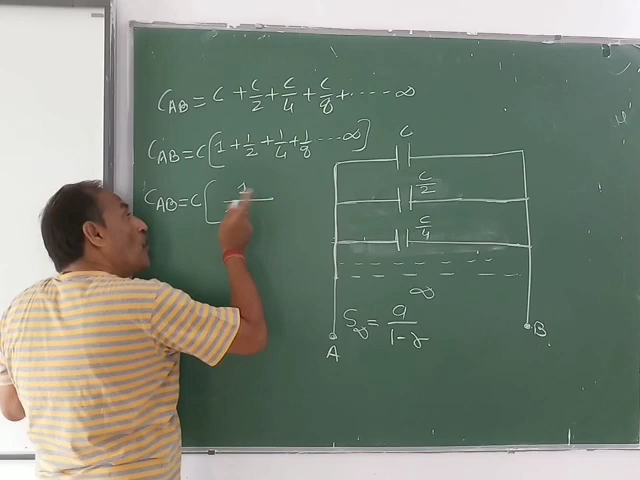 C_AB = C + C/2 + C/4 + C/8 + ---- ∞
C_AB = C [1 + 1/2 + 1/4 + 1/8 --- ∞]
C_AB = C [ 1
C
C/2
C/4
∞
S_∞ = a/1-r
A
B